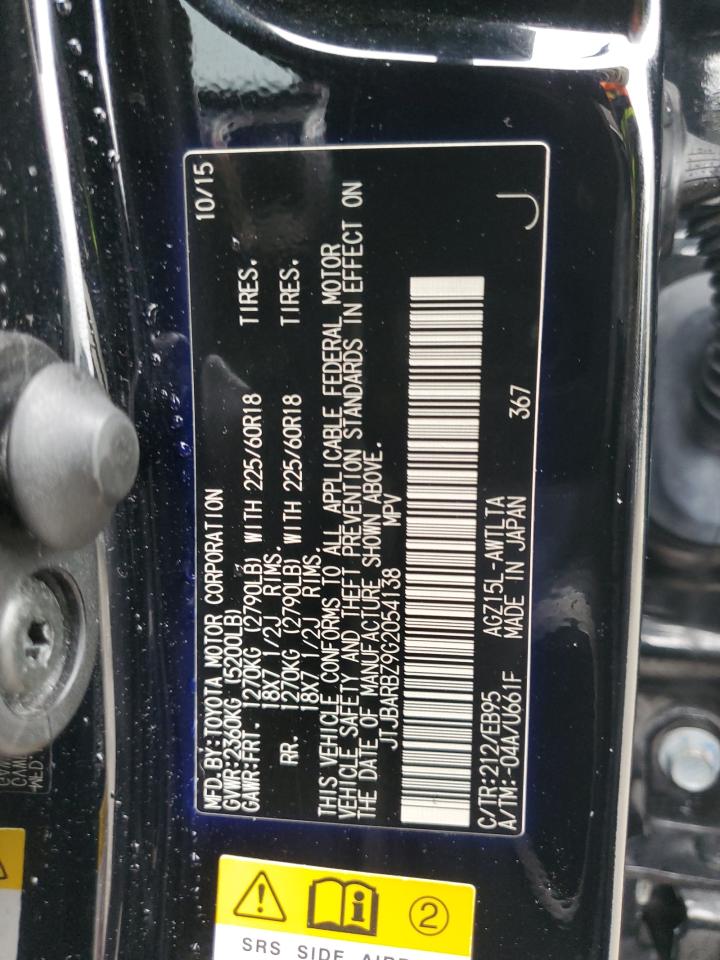 MFD.BY:TOYOTA MOTOR CORPORATION 10/15
GVWR:2360KG (5200LB)
GAWR:FRT. 1270KG (2790LB) WITH 225/60R18 TIRES.
18X7 1/2J RIMS.
RR. 1270KG (2790LB) WITH 225/60R18 TIRES.
18X7 1/2J RIMS.
THIS VEHICLE CONFORMS TO ALL APPLICABLE FEDERAL MOTOR
VEHICLE SAFETY AND THEFT PREVENTION STANDARDS IN EFFECT ON
THE DATE OF MANUFACTURE SHOWN ABOVE.
JTJBARBZ9G2054138 MPV
C/TR:212/EB95 AGZ15L-AWTLTA 367
A/TM:-04A/U661F MADE IN JAPAN J
2
SRS SIDE